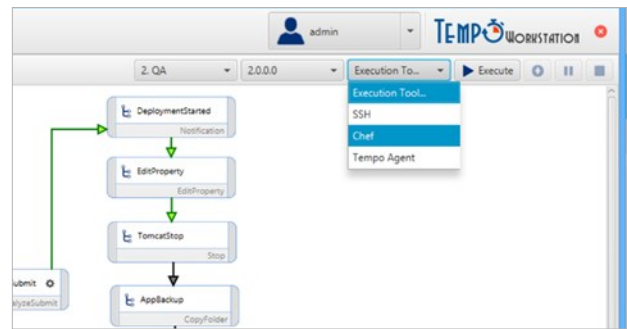 admin
TEMPO WORKSTATION
2. QA
2.0.0.0
Execution To...
Execute
Execution Tool...
SSH
Chef
Tempo Agent
DeploymentStarted
Notification
EditProperty
EditProperty
TomcatStop
Stop
ubmit
alyzeSubmit
AppBackup
CopyFolder